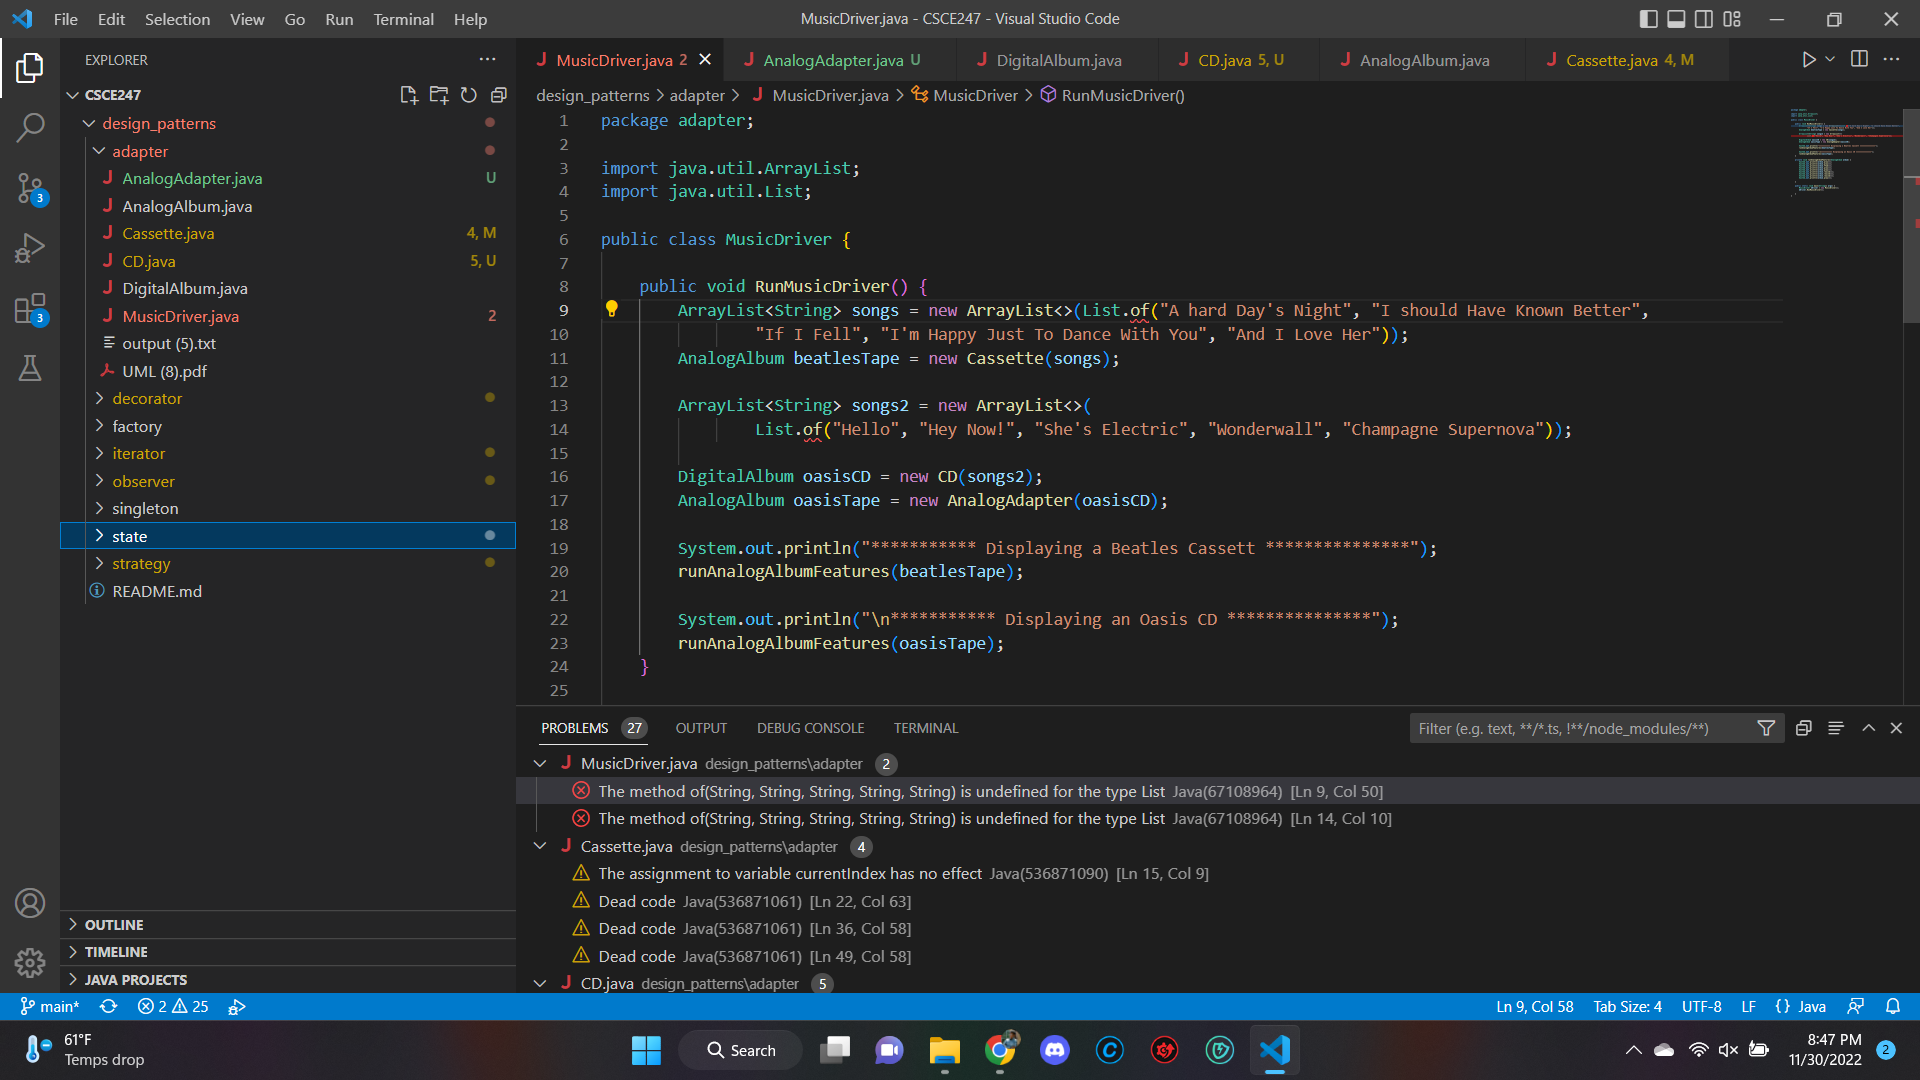 File Edit Selection View Go Run Terminal Help
MusicDriver.java - CSCE247 - Visual Studio Code
EXPLORER
CSCE247
design_patterns
adapter
AnalogAdapter.java U
AnalogAlbum.java
Cassette.java 4, M
CD.java 5, U
DigitalAlbum.java
MusicDriver.java 2
output (5).txt
UML (8).pdf
decorator
factory
iterator
observer
singleton
state
strategy
README.md
OUTLINE
TIMELINE
JAVA PROJECTS
3
3
MusicDriver.java 2 AnalogAdapter.java U DigitalAlbum.java CD.java 5, U AnalogAlbum.java Cassette.java 4, M
design_patterns > adapter > MusicDriver.java > MusicDriver > RunMusicDriver()
1 package adapter;
2
3 import java.util.ArrayList;
4 import java.util.List;
5
6 public class MusicDriver {
7
8 public void RunMusicDriver() {
9 ArrayList<String> songs = new ArrayList<>(List.of("A hard Day's Night", "I should Have Known Better",
10 "If I Fell", "I'm Happy Just To Dance With You", "And I Love Her"));
11 AnalogAlbum beatlesTape = new Cassette(songs);
12
13 ArrayList<String> songs2 = new ArrayList<>(
14 List.of("Hello", "Hey Now!", "She's Electric", "Wonderwall", "Champagne Supernova"));
15
16 DigitalAlbum oasisCD = new CD(songs2);
17 AnalogAlbum oasisTape = new AnalogAdapter(oasisCD);
18
19 System.out.println("*********** Displaying a Beatles Cassett ***************");
20 runAnalogAlbumFeatures(beatlesTape);
21
22 System.out.println("\n*********** Displaying an Oasis CD ***************");
23 runAnalogAlbumFeatures(oasisTape);
24 }
25
PROBLEMS 27 OUTPUT DEBUG CONSOLE TERMINAL
Filter (e.g. text, **/*.ts, !**/node_modules/**)
MusicDriver.java design_patterns\adapter 2
The method of(String, String, String, String, String) is undefined for the type List Java(67108964) [Ln 9, Col 50]
The method of(String, String, String, String, String) is undefined for the type List Java(67108964) [Ln 14, Col 10]
Cassette.java design_patterns\adapter 4
The assignment to variable currentIndex has no effect Java(536871090) [Ln 15, Col 9]
Dead code Java(536871061) [Ln 22, Col 63]
Dead code Java(536871061) [Ln 36, Col 58]
Dead code Java(536871061) [Ln 49, Col 58]
CD.java design_patterns\adapter 5
main* 2 25
Ln 9, Col 58 Tab Size: 4 UTF-8 LF {} Java
61°F
Temps drop
Search
8:47 PM
11/30/2022
2